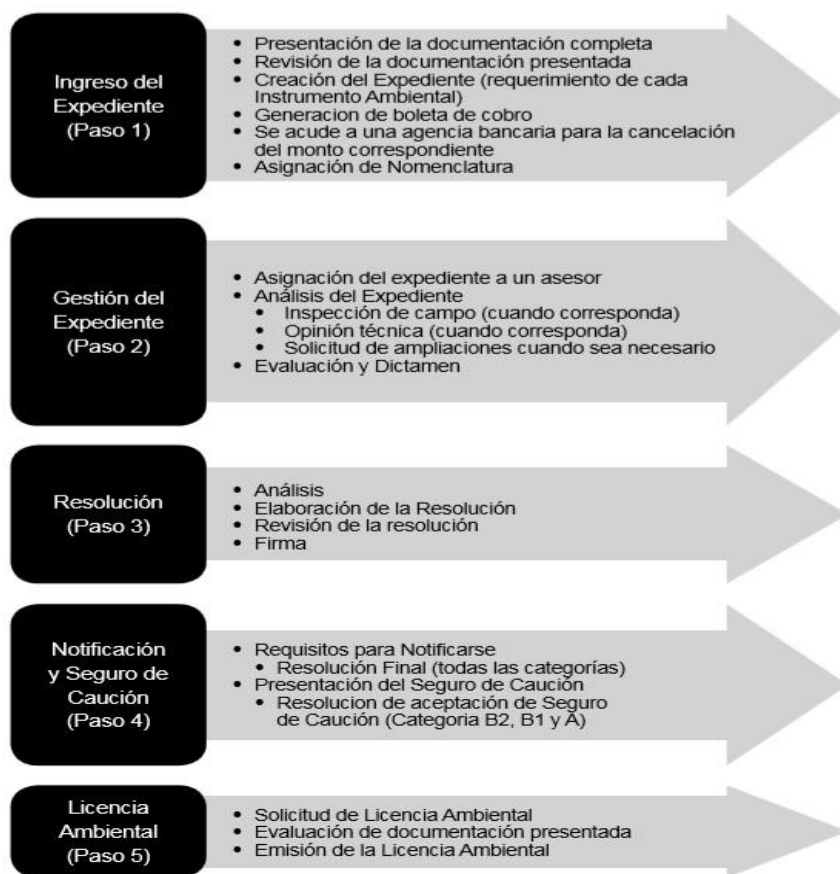 Ingreso del
Expediente
(Paso 1)
• Presentación de la documentación completa
• Revisión de la documentación presentada
• Creación del Expediente (requerimiento de cada
Instrumento Ambiental)
• Generacion de boleta de cobro
• Se acude a una agencia bancaria para la cancelación
del monto correspondiente
• Asignación de Nomenclatura
Gestión del
Expediente
(Paso 2)
• Asignación del expediente a un asesor
• Análisis del Expediente
• Inspección de campo (cuando corresponda)
• Opinión técnica (cuando corresponda)
• Solicitud de ampliaciones cuando sea necesario
• Evaluación y Dictamen
Resolución
(Paso 3)
• Análisis
• Elaboración de la Resolución
• Revisión de la resolución
• Firma
Notificación
y Seguro de
Caución
(Paso 4)
• Requisitos para Notificarse
• Resolución Final (todas las categorías)
• Presentación del Seguro de Caución
• Resolucion de aceptación de Seguro
de Caución (Categoria B2, B1 y A)
Licencia
Ambiental
(Paso 5)
• Solicitud de Licencia Ambiental
• Evaluación de documentación presentada
• Emisión de la Licencia Ambiental